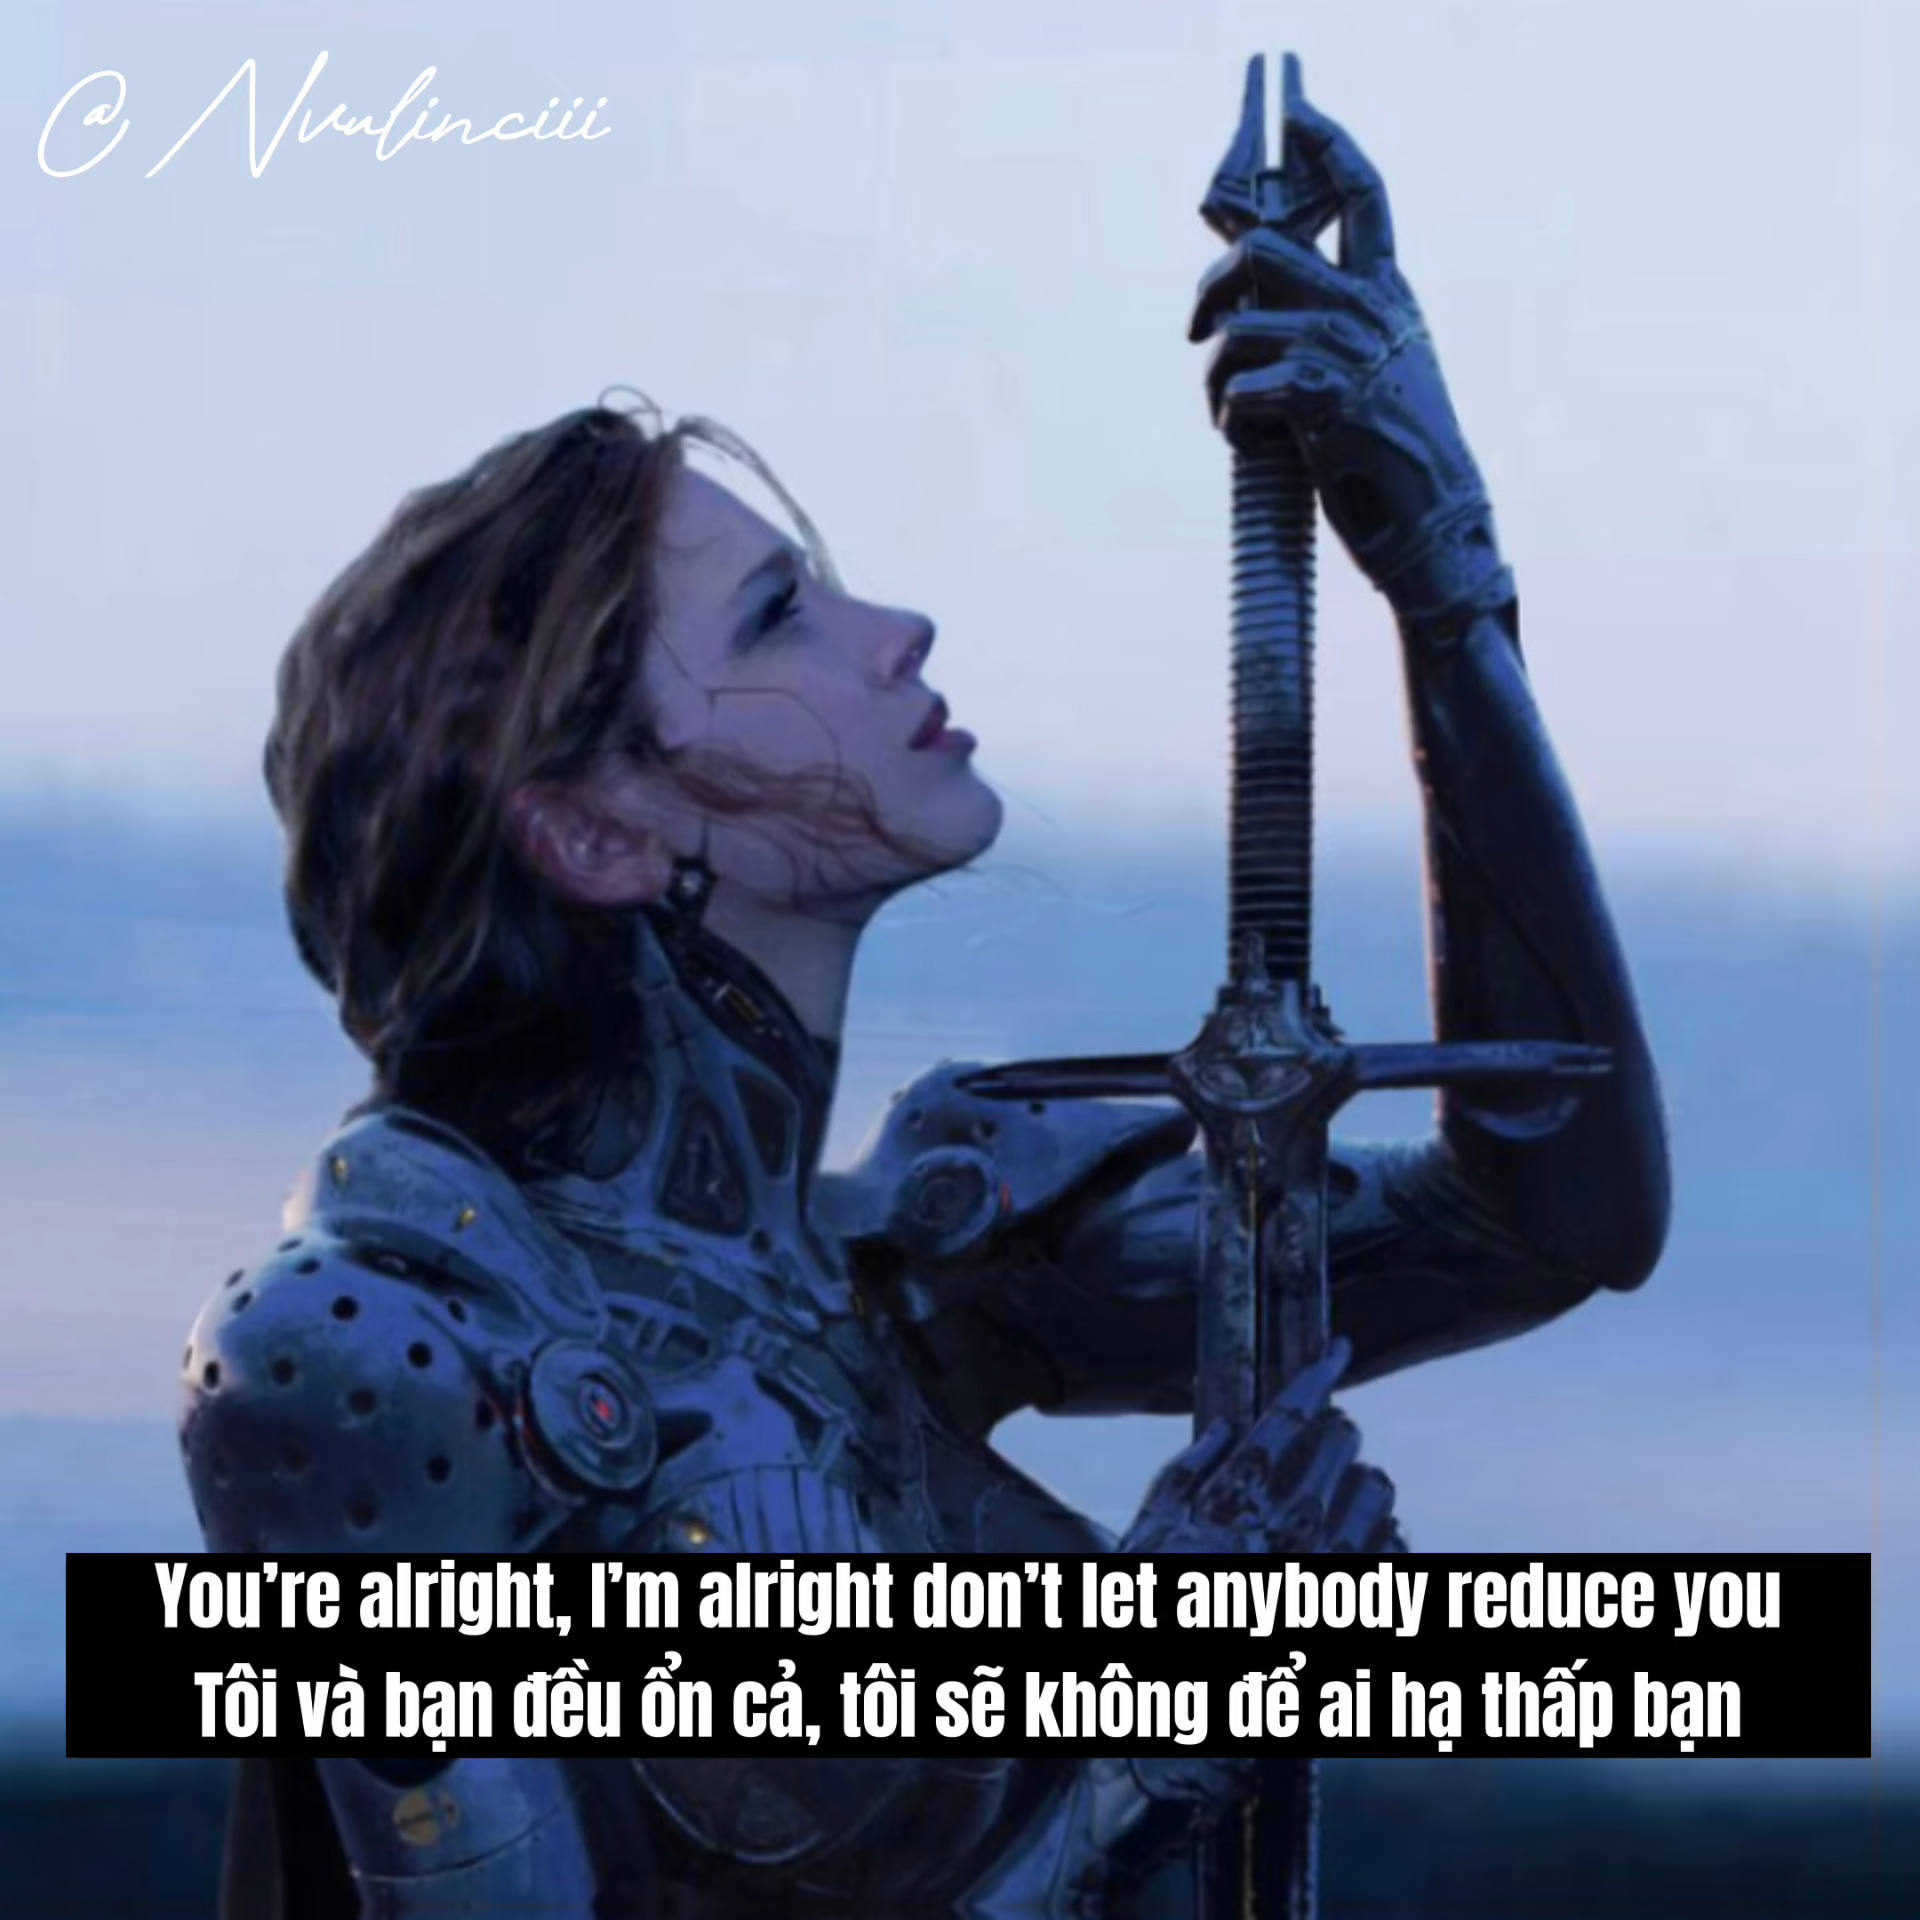 @ Nvulinciii
You're alright, I'm alright don't let anybody reduce you
Tôi và bạn đều ổn cả, tôi sẽ không để ai hạ thấp bạn